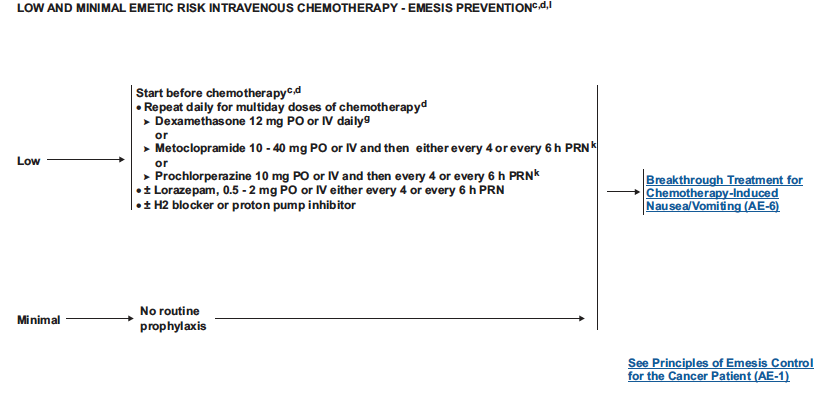 LOW AND MINIMAL EMETIC RISK INTRAVENOUS CHEMOTHERAPY - EMESIS PREVENTIONc,d,l
Start before chemotherapyc,d
• Repeat daily for multiday doses of chemotherapyd
➤ Dexamethasone 12 mg PO or IV dailyg
or
➤ Metoclopramide 10 - 40 mg PO or IV and then either every 4 or every 6 h PRNk
or
➤ Prochlorperazine 10 mg PO or IV and then every 4 or every 6 h PRNk
• ± Lorazepam, 0.5 - 2 mg PO or IV either every 4 or every 6 h PRN
• ± H2 blocker or proton pump inhibitor
Low
Breakthrough Treatment for
Chemotherapy-Induced
Nausea/Vomiting (AE-6)
Minimal
No routine
prophylaxis
See Principles of Emesis Control
for the Cancer Patient (AE-1)